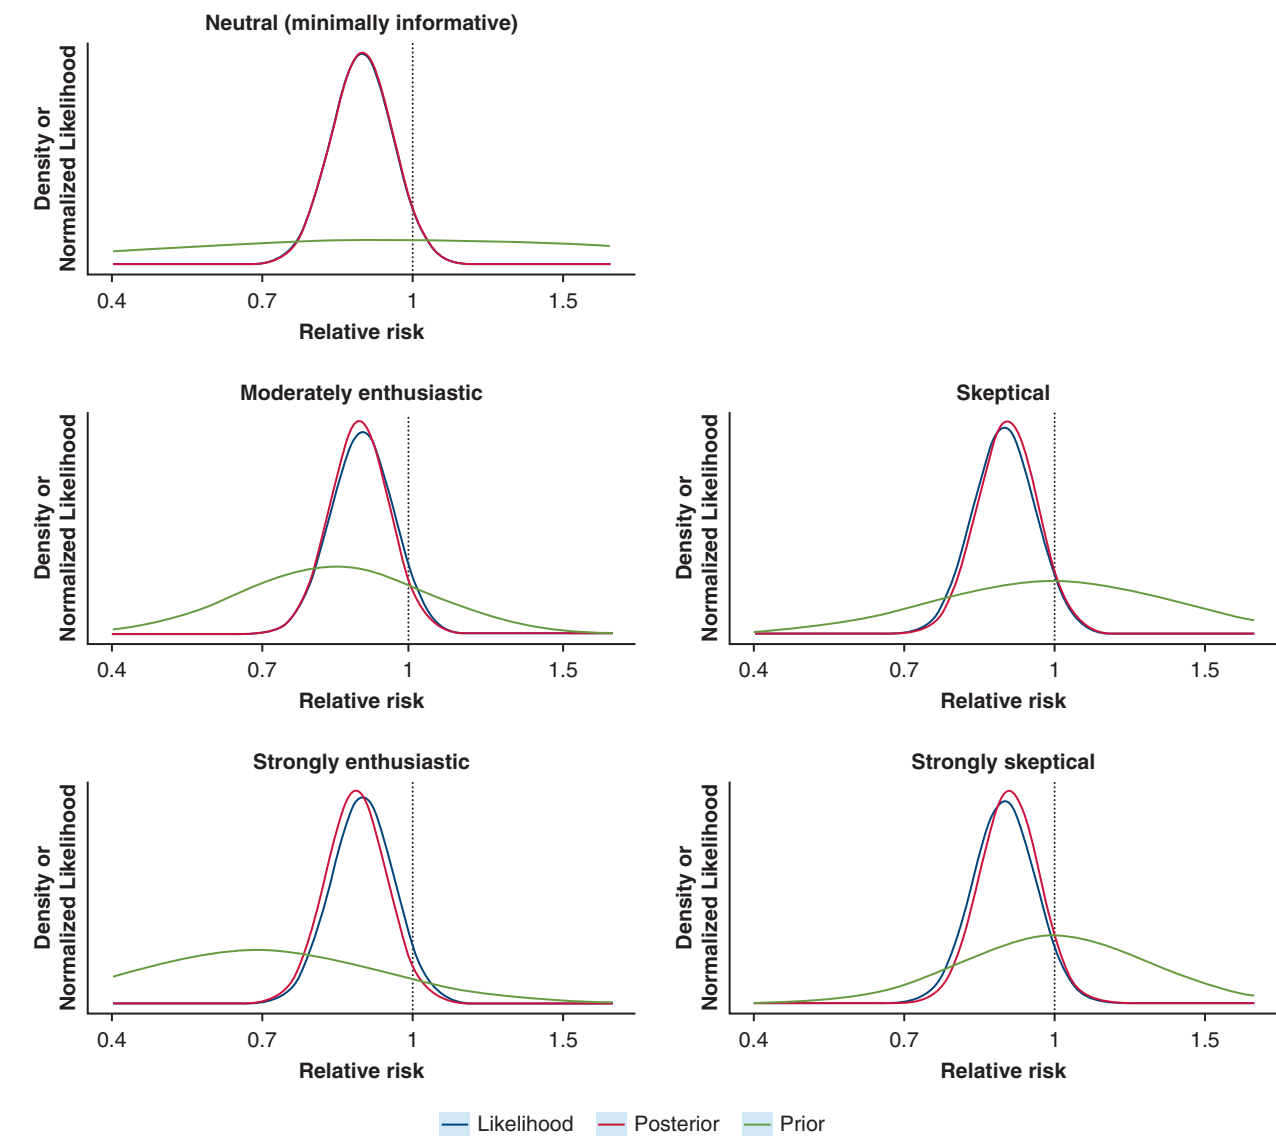 Neutral (minimally informative)
Density or
Normalized Likelihood
0.4 0.7 1 1.5
Relative risk
Moderately enthusiastic
Density or
Normalized Likelihood
0.4 0.7 1 1.5
Relative risk
Skeptical
Density or
Normalized Likelihood
0.4 0.7 1 1.5
Relative risk
Strongly enthusiastic
Density or
Normalized Likelihood
0.4 0.7 1 1.5
Relative risk
Strongly skeptical
Density or
Normalized Likelihood
0.4 0.7 1 1.5
Relative risk
Likelihood Posterior Prior